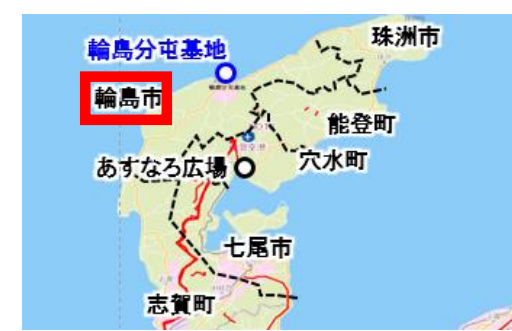 珠洲市
輪島分屯基地
輪島市
能登町
穴水町
あすなろ広場
七尾市
志賀町